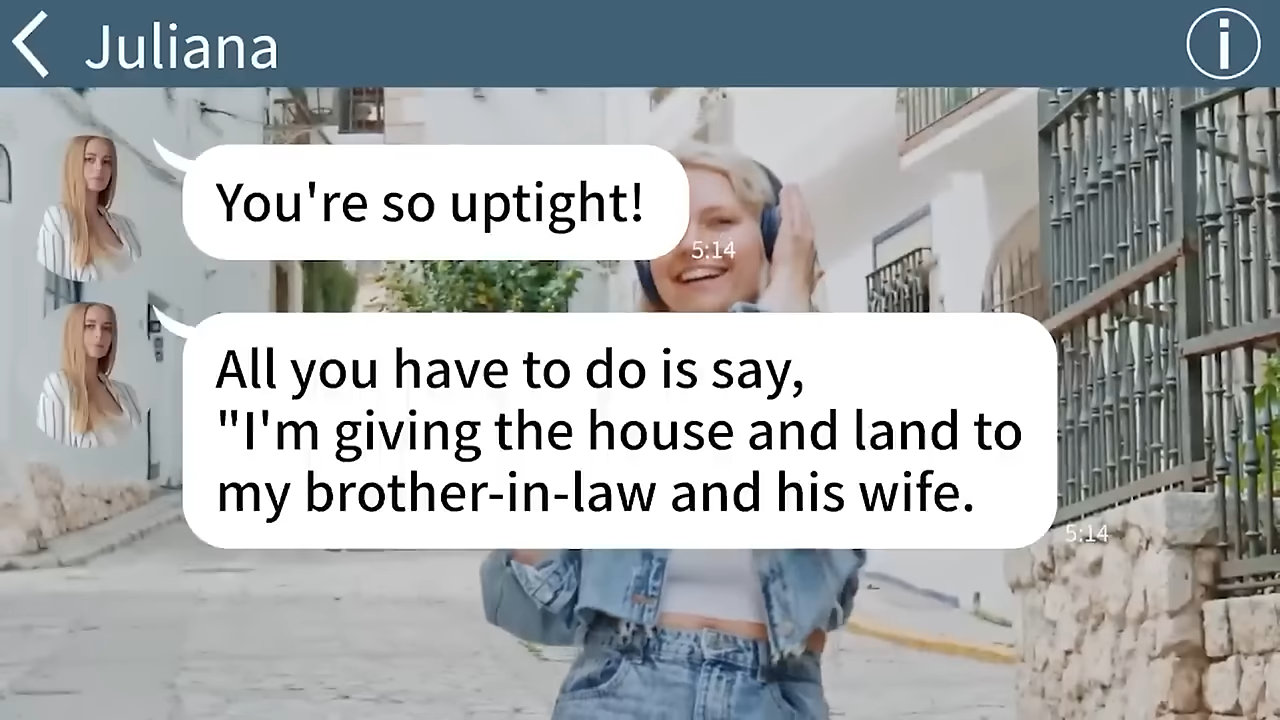 Juliana
You're so uptight!
5:14
All you have to do is say,
"I'm giving the house and land to
my brother-in-law and his wife.
5:14